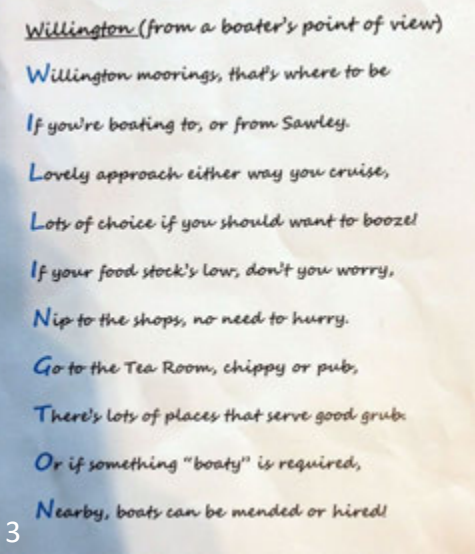 Willington (from a boater's point of view)
Willington moorings, that's where to be
If you're boating to, or from Sawley.
Lovely approach either way you cruise,
Lots of choice if you should want to booze!
If your food stock's low, don't you worry,
Nip to the shops, no need to hurry.
Go to the Tea Room, chippy or pub,
There's lots of places that serve good grub.
Or if something "boaty" is required,
Nearby, boats can be mended or hired!
3